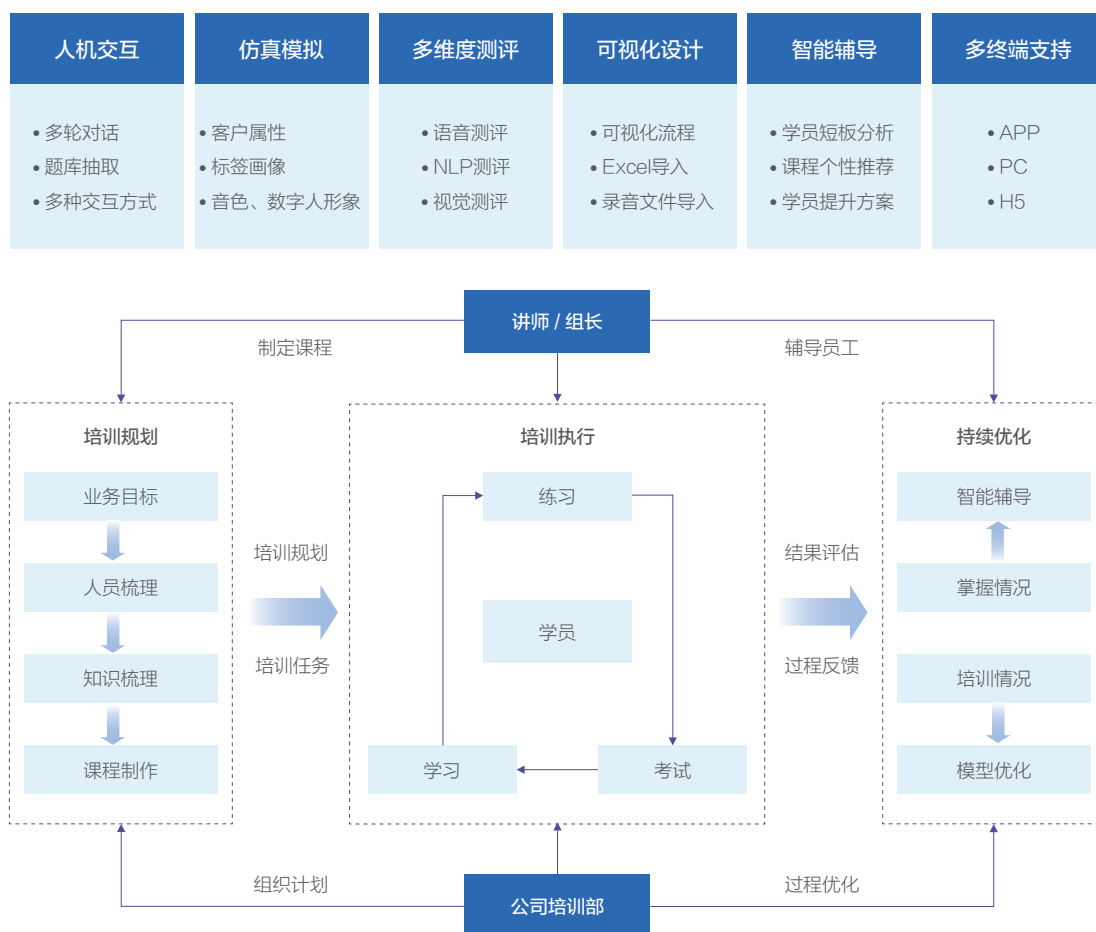 人机交互
仿真模拟
多维度测评
可视化设计
智能辅导
多终端支持
• 多轮对话
• 题库抽取
• 多种交互方式
• 客户属性
• 标签画像
• 音色、数字人形象
• 语音测评
• NLP测评
• 视觉测评
• 可视化流程
• Excel导入
• 录音文件导入
• 学员短板分析
• 课程个性推荐
• 学员提升方案
• APP
• PC
• H5
讲师 / 组长
制定课程
辅导员工
培训规划
业务目标
人员梳理
知识梳理
课程制作
培训规划
培训任务
培训执行
练习
学员
学习
考试
结果评估
过程反馈
持续优化
智能辅导
掌握情况
培训情况
模型优化
组织计划
过程优化
公司培训部